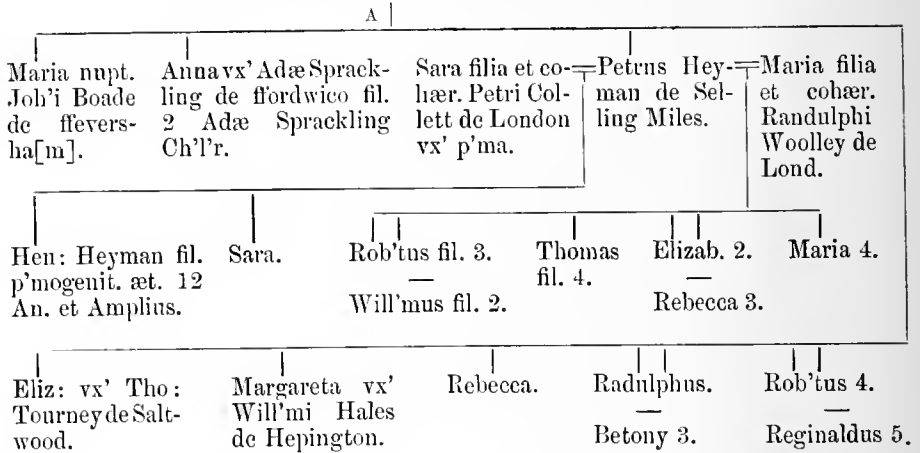 A
Maria nupt.
Joh'i Boade
de ffevers-
ha[m].
Anna vx' Adæ Sprack-
ling de ffordwico fil.
2 Adæ Sprackling
Ch'l'r.
Sara filia et co-
hær. Petri Col-
lett de London
vx' p'ma.
Petrus Hey-
man de Sel-
ling Miles.
Maria filia
et cohær.
Randulphi
Woolley de
Lond.
Hen: Heyman fil.
p'mogenit. æt. 12
An. et Amplius.
Sara.
Rob'tus fil. 3.
Will'mus fil. 2.
Thomas
fil. 4.
Elizab. 2.
Rebecca 3.
Maria 4.
Eliz: vx' Tho:
Tourney de Salt-
wood.
Margareta vx'
Will'mi Hales
de Hepington.
Rebecca.
Radulphus.
Betony 3.
Rob'tus 4.
Reginaldus 5.